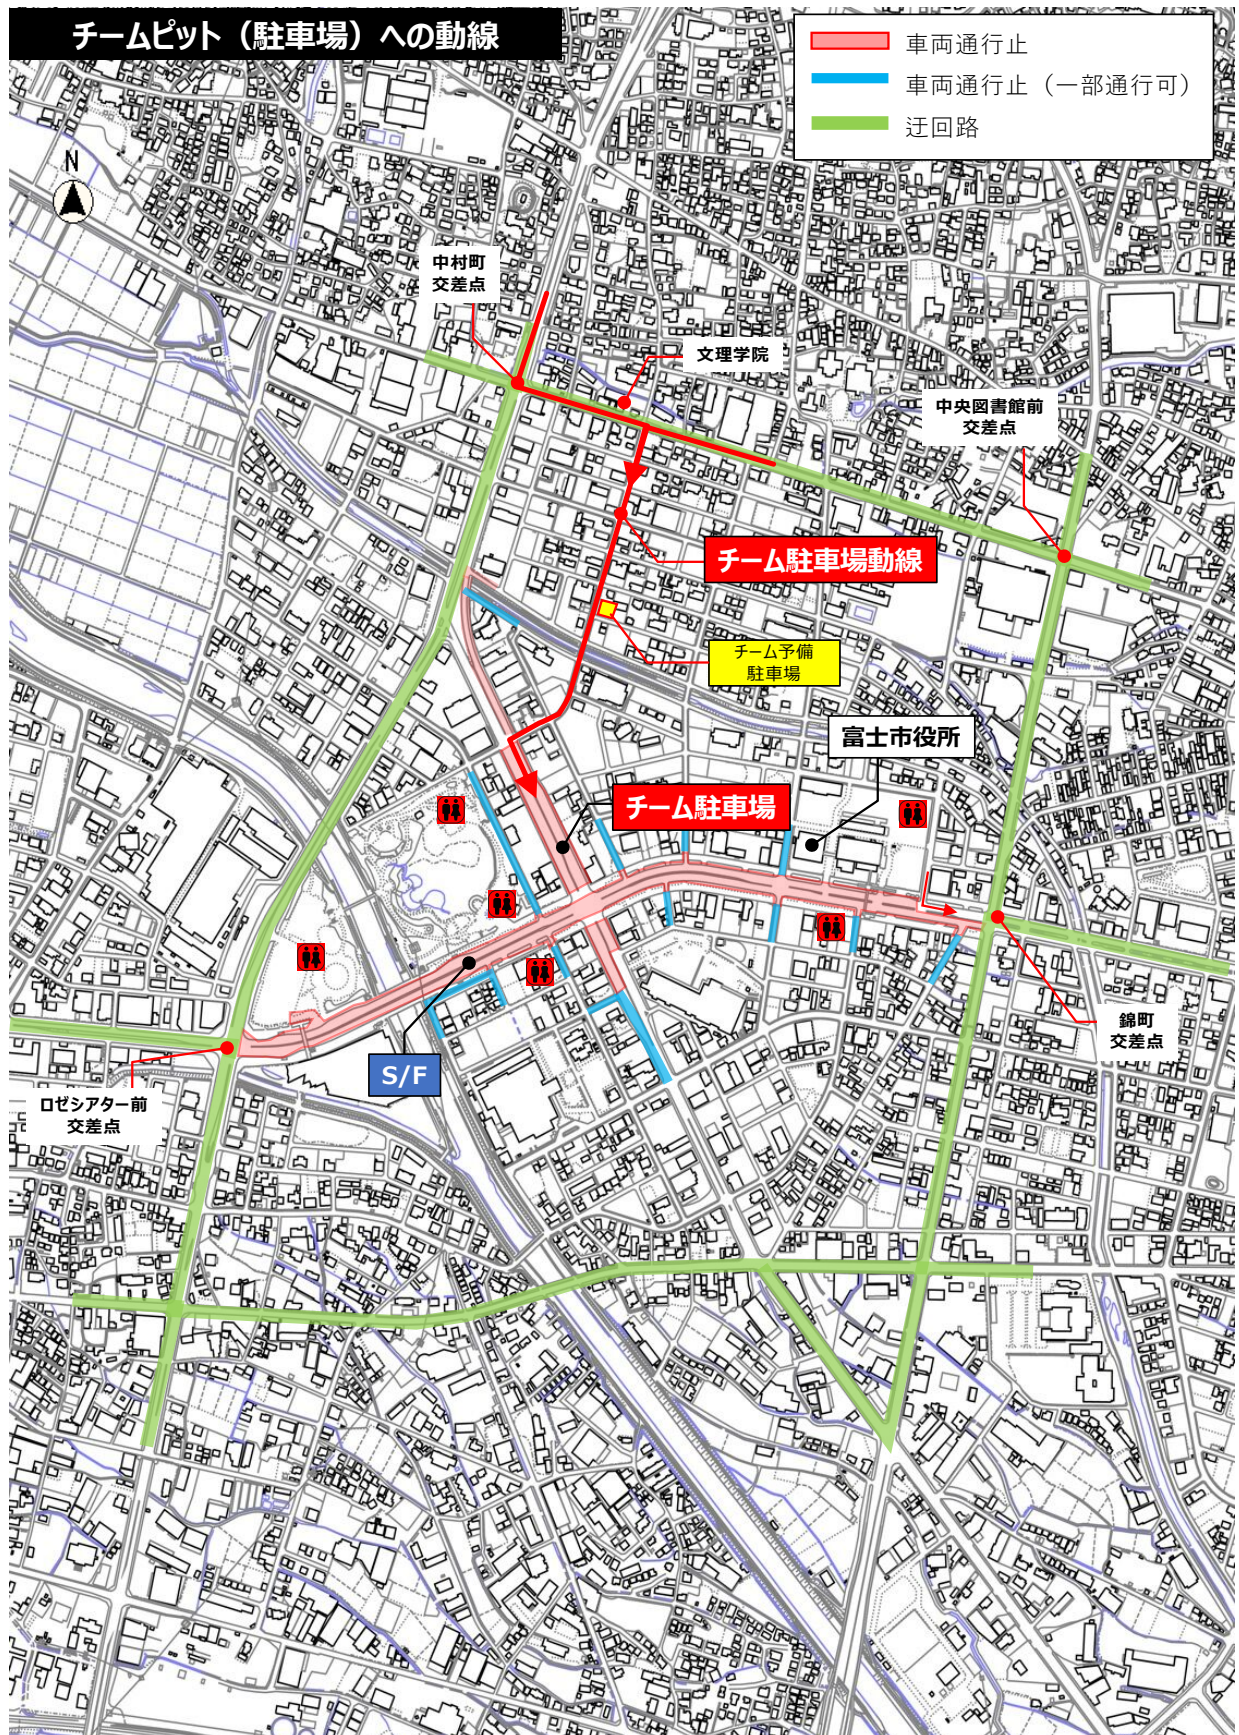 チームピット（駐車場）への動線
車両通行止
車両通行止（一部通行可）
迂回路
N
中村町
交差点
文理学院
中央図書館前
交差点
チーム駐車場動線
チーム予備
駐車場
富士市役所
チーム駐車場
S/F
錦町
交差点
ロゼシアター前
交差点